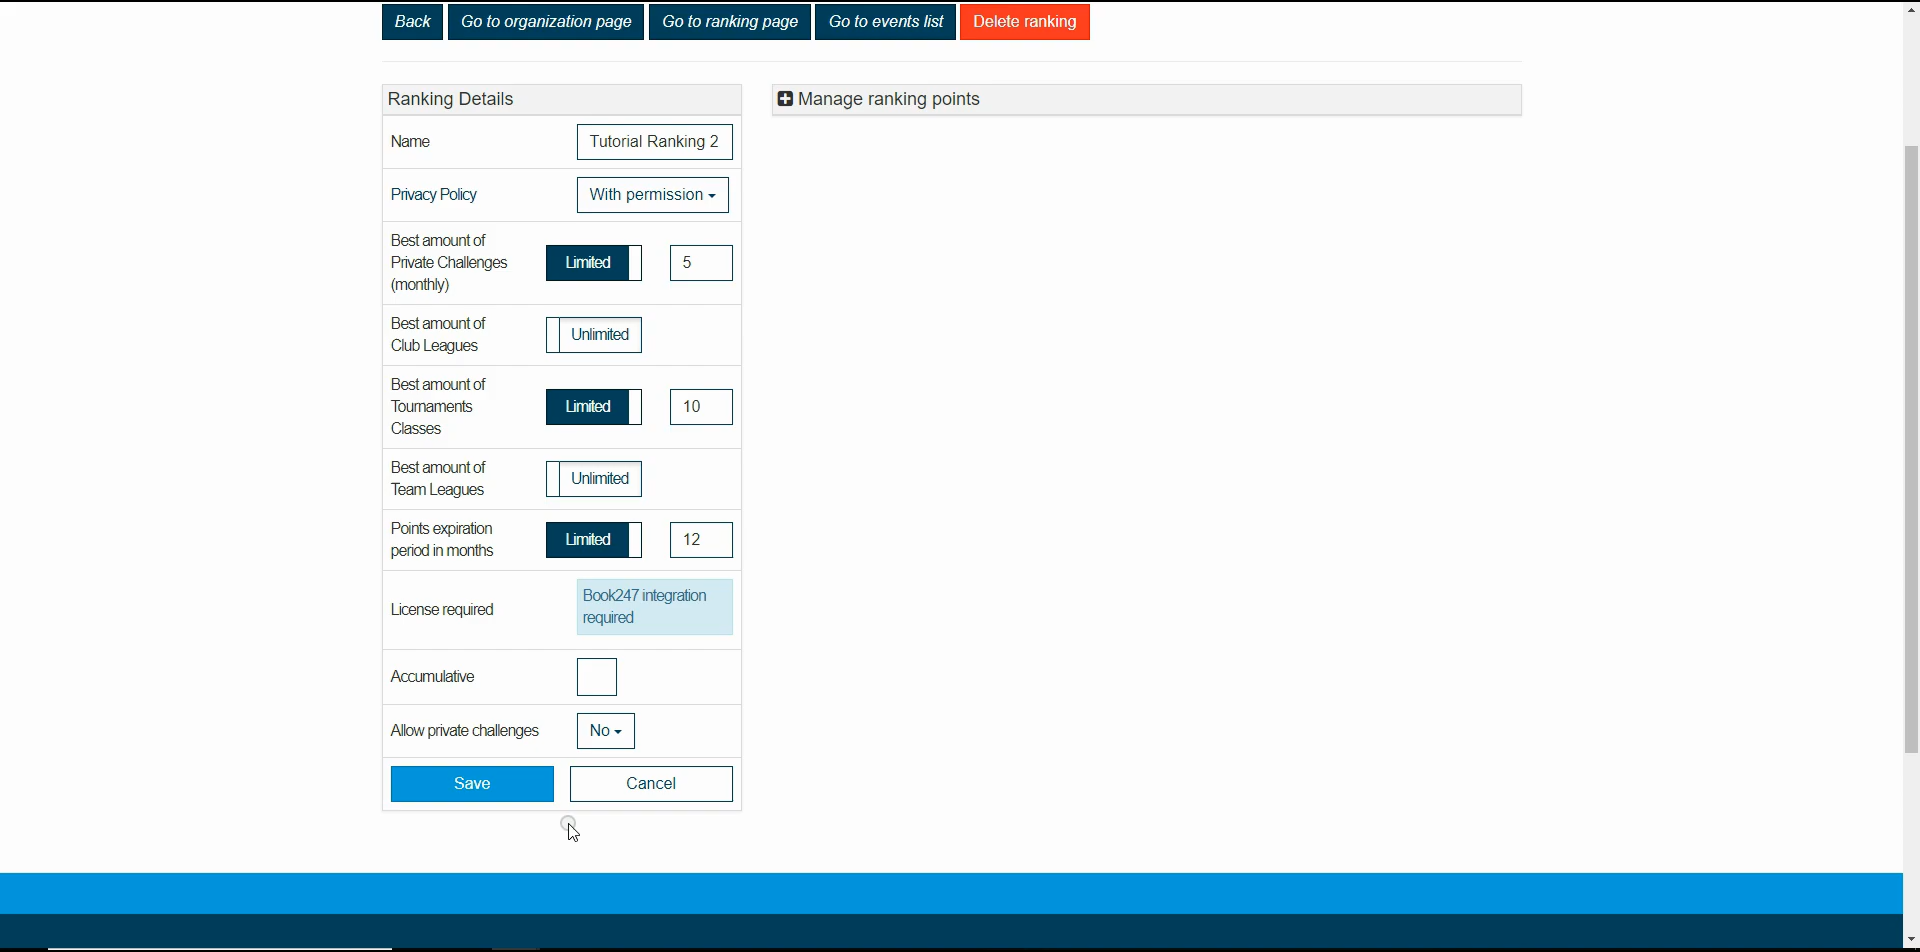 Back Go to organization page Go to ranking page Go to events list Delete ranking
Ranking Details
Manage ranking points
Name Tutorial Ranking 2
Privacy Policy With permission
Best amount of
Private Challenges
(monthly)
Limited 5
Best amount of
Club Leagues
Unlimited
Best amount of
Tournaments
Classes
Limited 10
Best amount of
Team Leagues
Unlimited
Points expiration
period in months
Limited 12
License required
Book247 integration
required
Accumulative
Allow private challenges No
Save Cancel